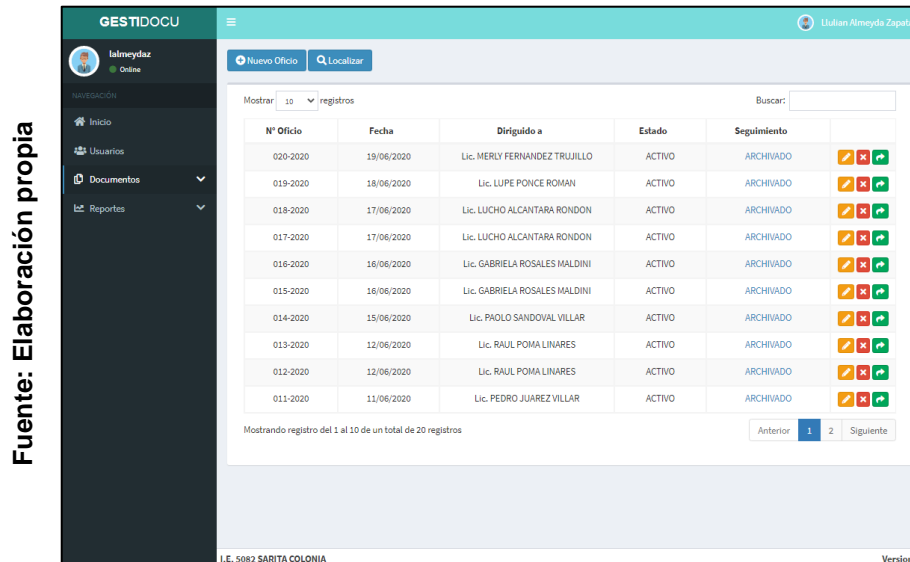 Fuente: Elaboración propia
GESTIDOCU
Llulian Almeyda Zapata
lalmeydaz
Online
NAVEGACIÓN
Inicio
Usuarios
Documentos
Reportes
Nuevo Oficio Localizar
Mostrar 10 registros Buscar:
N° Oficio Fecha Diriguido a Estado Seguimiento
020-2020 19/06/2020 Lic. MERLY FERNANDEZ TRUJILLO ACTIVO ARCHIVADO
019-2020 18/06/2020 Lic. LUPE PONCE ROMAN ACTIVO ARCHIVADO
018-2020 17/06/2020 Lic. LUCHO ALCANTARA RONDON ACTIVO ARCHIVADO
017-2020 17/06/2020 Lic. LUCHO ALCANTARA RONDON ACTIVO ARCHIVADO
016-2020 16/06/2020 Lic. GABRIELA ROSALES MALDINI ACTIVO ARCHIVADO
015-2020 16/06/2020 Lic. GABRIELA ROSALES MALDINI ACTIVO ARCHIVADO
014-2020 15/06/2020 Lic. PAOLO SANDOVAL VILLAR ACTIVO ARCHIVADO
013-2020 12/06/2020 Lic. RAUL POMA LINARES ACTIVO ARCHIVADO
012-2020 12/06/2020 Lic. RAUL POMA LINARES ACTIVO ARCHIVADO
011-2020 11/06/2020 Lic. PEDRO JUAREZ VILLAR ACTIVO ARCHIVADO
Mostrando registro del 1 al 10 de un total de 20 registros Anterior 1 2 Siguiente
I.E. 5082 SARITA COLONIA Version